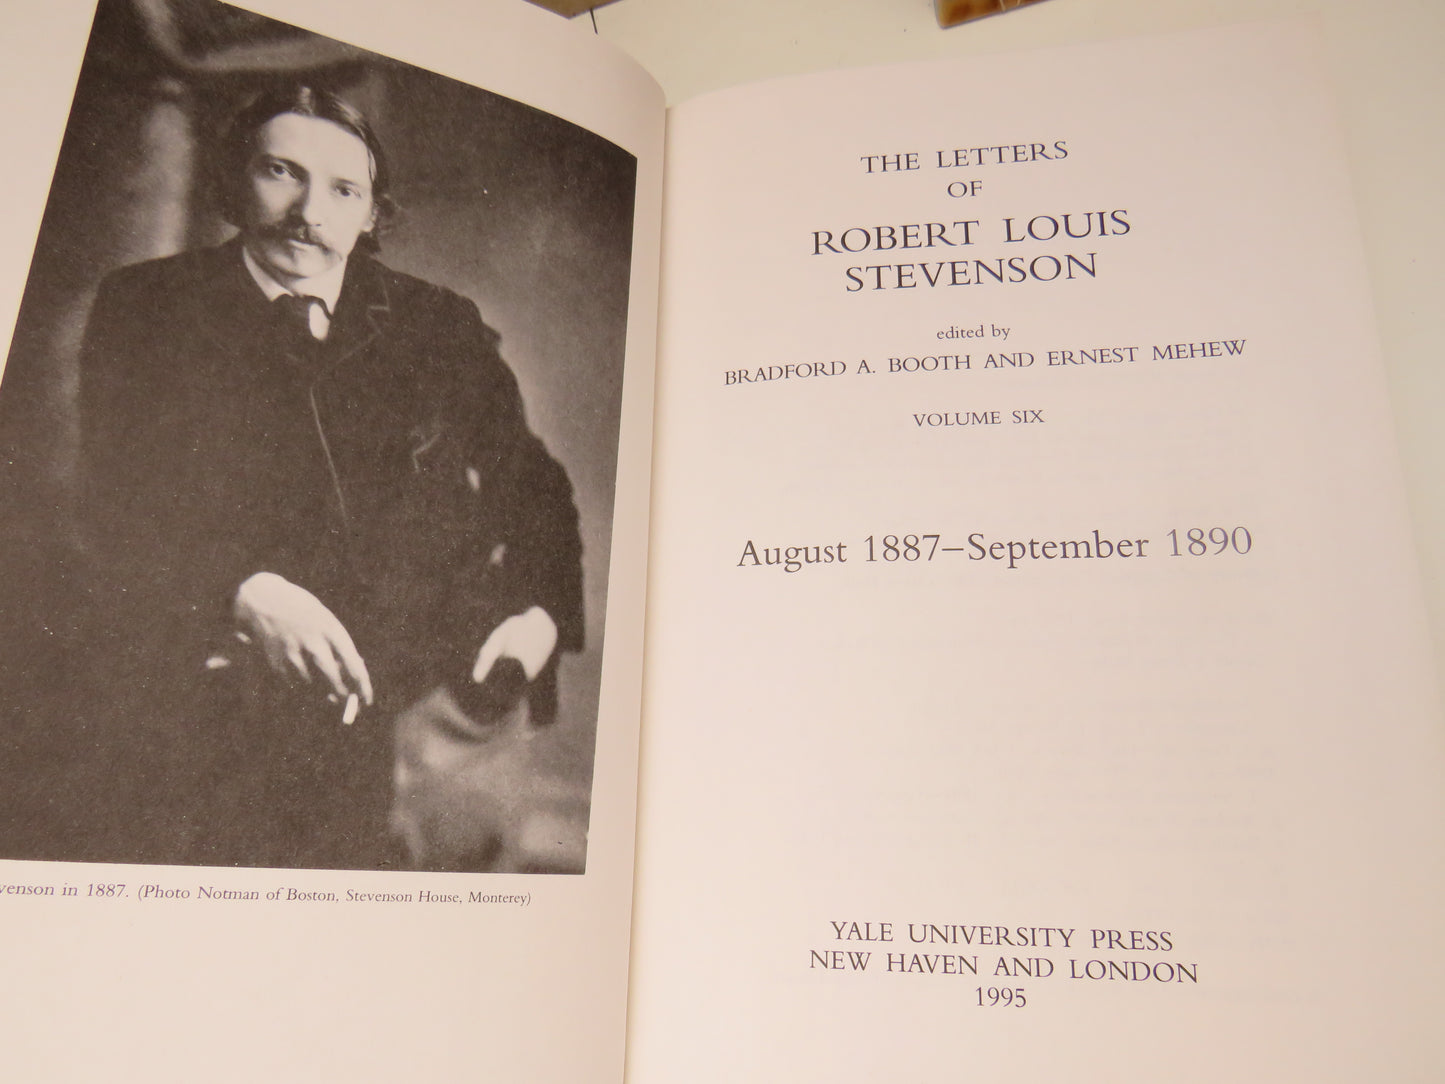 venson in 1887. (Photo Notman of Boston, Stevenson House, Monterey)
THE LETTERS
OF
ROBERT LOUIS
STEVENSON
edited by
BRADFORD A. BOOTH AND ERNEST MEHEW
VOLUME SIX
August 1887–September 1890
YALE UNIVERSITY PRESS
NEW HAVEN AND LONDON
1995